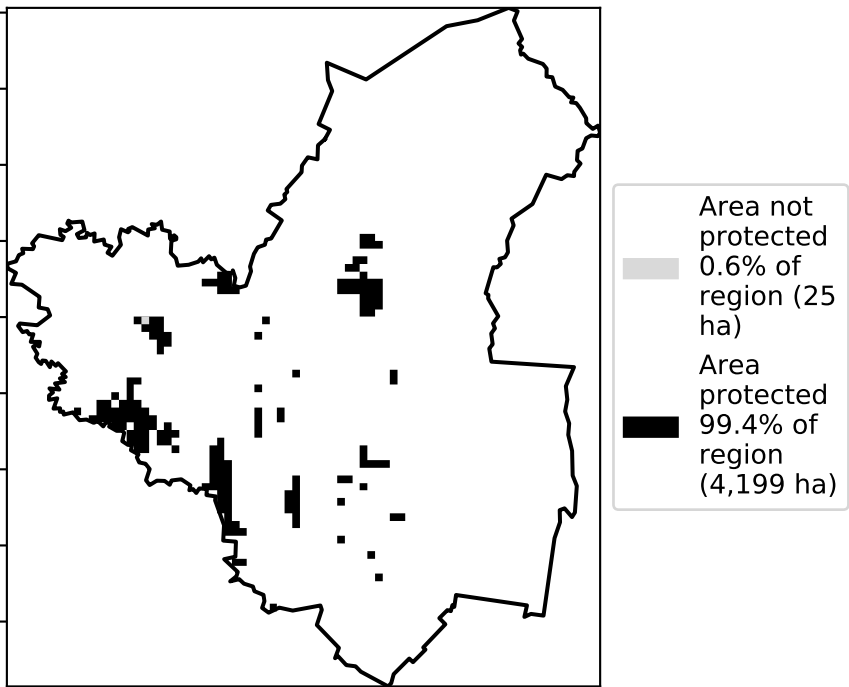 Area not
protected
0.6% of
region (25
ha)
Area
protected
99.4% of
region
(4,199 ha)